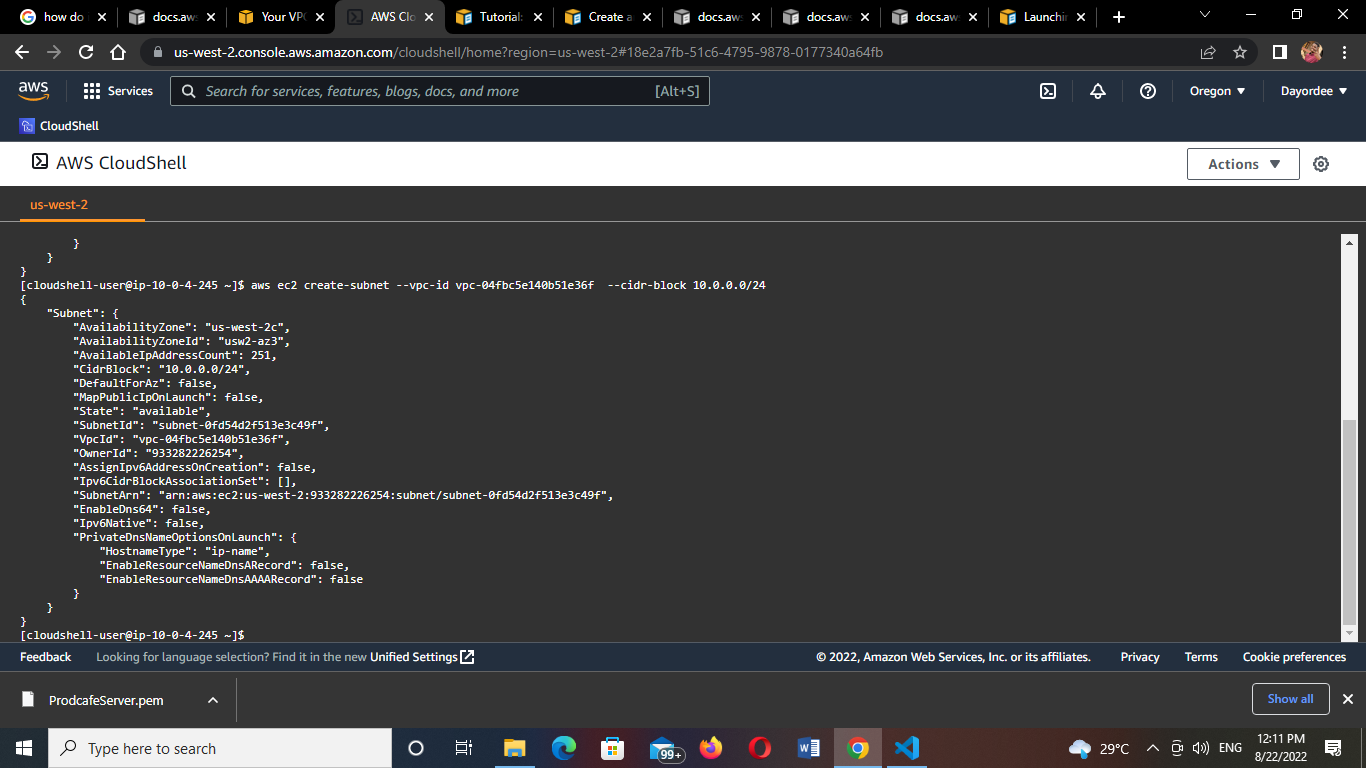 how do i
docs.aws
Your VPC
AWS Clo
Tutorial:
Create a
docs.aws
docs.aws
docs.aws
Launchin
us-west-2.console.aws.amazon.com/cloudshell/home?region=us-west-2#18e2a7fb-51c6-4795-9878-0177340a64fb
aws
Services
Search for services, features, blogs, docs, and more
[Alt+S]
Oregon
Dayordee
CloudShell
AWS CloudShell
Actions
us-west-2
        }
    }
}
[cloudshell-user@ip-10-0-4-245 ~]$ aws ec2 create-subnet --vpc-id vpc-04fbc5e140b51e36f  --cidr-block 10.0.0.0/24
{
    "Subnet": {
        "AvailabilityZone": "us-west-2c",
        "AvailabilityZoneId": "usw2-az3",
        "AvailableIpAddressCount": 251,
        "CidrBlock": "10.0.0.0/24",
        "DefaultForAz": false,
        "MapPublicIpOnLaunch": false,
        "State": "available",
        "SubnetId": "subnet-0fd54d2f513e3c49f",
        "VpcId": "vpc-04fbc5e140b51e36f",
        "OwnerId": "933282226254",
        "AssignIpv6AddressOnCreation": false,
        "Ipv6CidrBlockAssociationSet": [],
        "SubnetArn": "arn:aws:ec2:us-west-2:933282226254:subnet/subnet-0fd54d2f513e3c49f",
        "EnableDns64": false,
        "Ipv6Native": false,
        "PrivateDnsNameOptionsOnLaunch": {
            "HostnameType": "ip-name",
            "EnableResourceNameDnsARecord": false,
            "EnableResourceNameDnsAAAARecord": false
        }
    }
}
[cloudshell-user@ip-10-0-4-245 ~]$
Feedback
Looking for language selection? Find it in the new Unified Settings
© 2022, Amazon Web Services, Inc. or its affiliates.
Privacy
Terms
Cookie preferences
ProdcafeServer.pem
Show all
Type here to search
99+
29°C
ENG
12:11 PM
8/22/2022